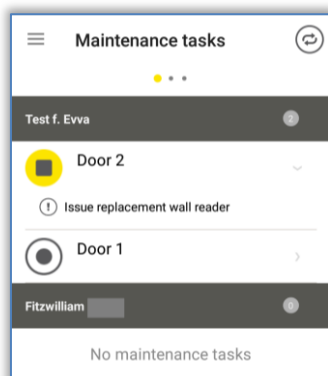 Maintenance tasks
Test f. Evva 2
Door 2
! Issue replacement wall reader
Door 1
Fitzwilliam 0
No maintenance tasks